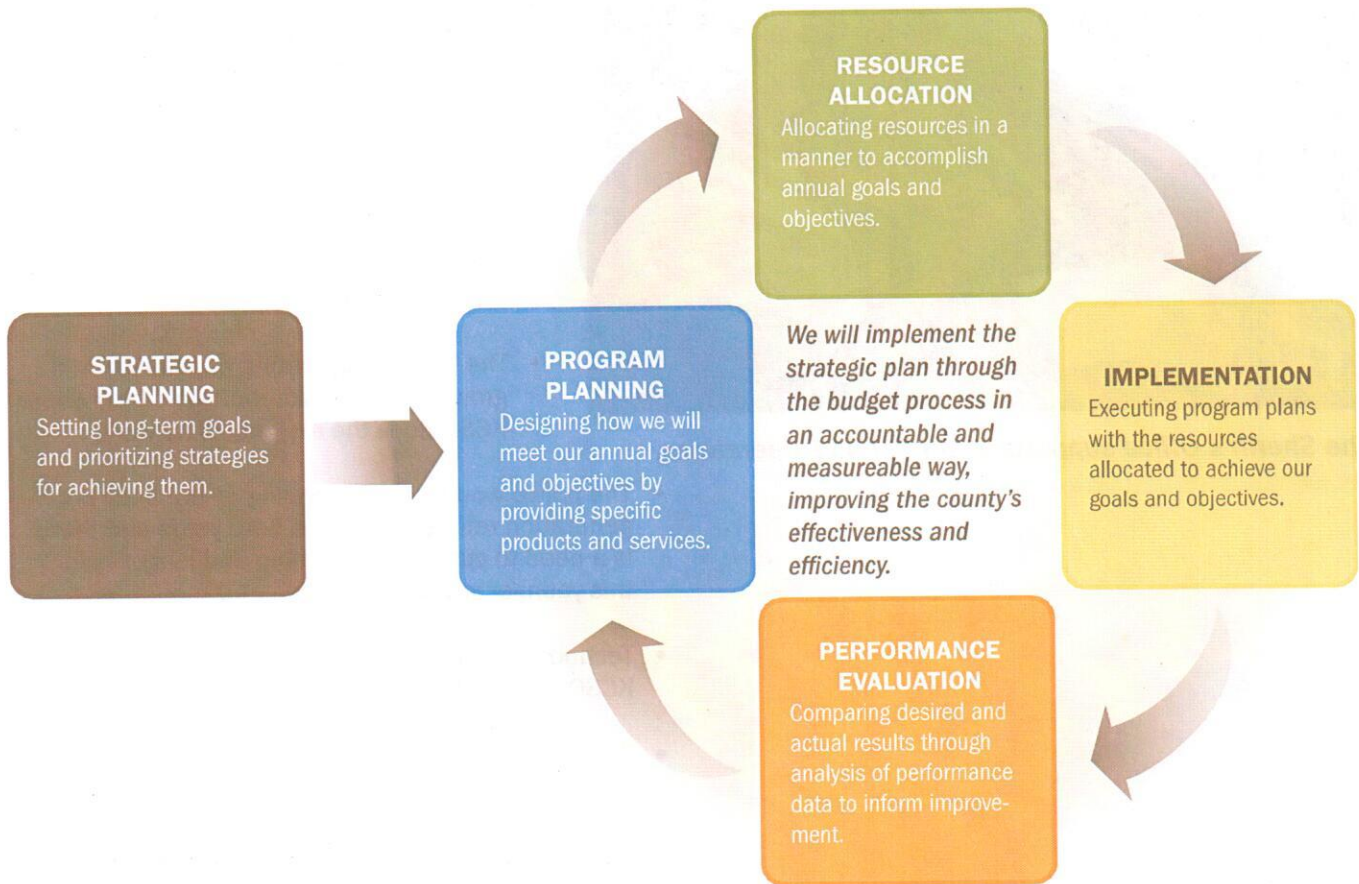 RESOURCE
ALLOCATION
Allocating resources in a
manner to accomplish
annual goals and
objectives.
STRATEGIC
PLANNING
Setting long-term goals
and prioritizing strategies
for achieving them.
PROGRAM
PLANNING
Designing how we will
meet our annual goals
and objectives by
providing specific
products and services.
We will implement the
strategic plan through
the budget process in
an accountable and
measureable way,
improving the county’s
effectiveness and
efficiency.
IMPLEMENTATION
Executing program plans
with the resources
allocated to achieve our
goals and objectives.
PERFORMANCE
EVALUATION
Comparing desired and
actual results through
analysis of performance
data to inform improve-
ment.